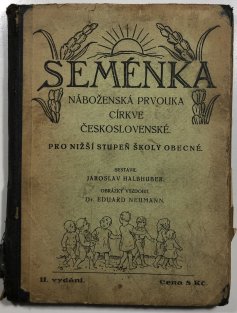 SEMÉNKA
NÁBOŽENSKÁ PRVOUKA
CÍRKVE
ČESKOSLOVENSKÉ.
PRO NIŽŠÍ STUPEŇ ŠKOLY OBECNÉ.
SESTAVIL
JAROSLAV HALBHUBER.
OBRÁZKY VYZDOBIL
Dr. EDUARD NEUMANN.
II. vydání.
Cena 8 Kč.